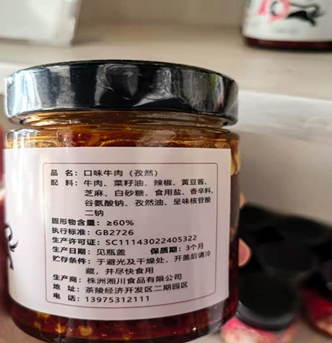 品名：口味牛肉（孜然）
配料：牛肉、菜籽油、辣椒、黄豆酱、
芝麻、白砂糖、食用盐、香辛料、
谷氨酸钠、孜然油、呈味核苷酸
二钠
固形物含量：≥60%
执行标准：GB2726
生产许可证：SC11143022405322
生产日期：见瓶盖 保质期：3个月
贮存条件：于避光及干燥处，开盖后请冷
藏，并尽快食用
生产商：株洲湘川食品有限公司
地址：茶陵经济开发区二期园区
电话：13975312111